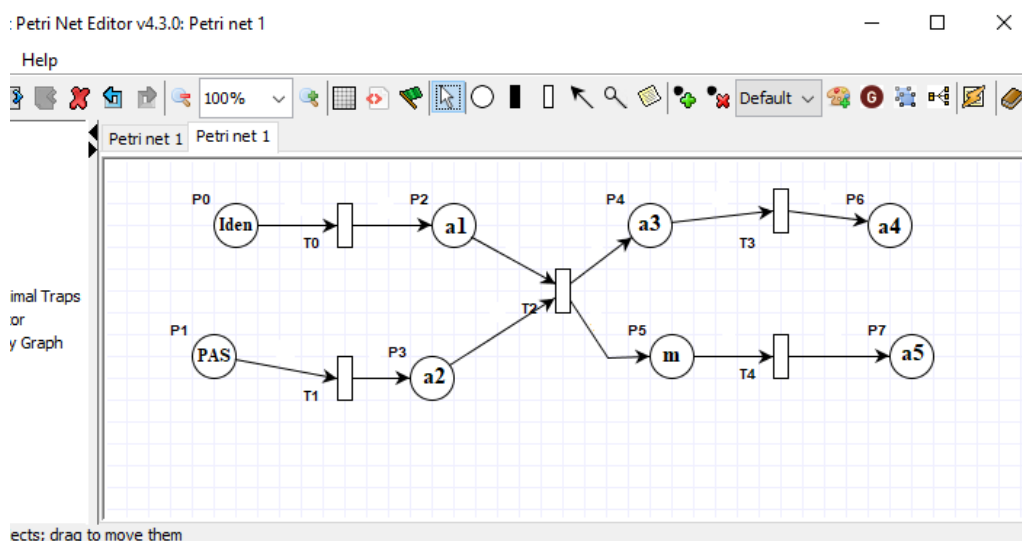 : Petri Net Editor v4.3.0: Petri net 1
Help
100%
Default
G
Petri net 1
Petri net 1
P0
Iden
T0
P2
a1
P4
a3
T3
P6
a4
T2
imal Traps
or
y Graph
P1
PAS
T1
P3
a2
P5
m
T4
P7
a5
ects; drag to move them